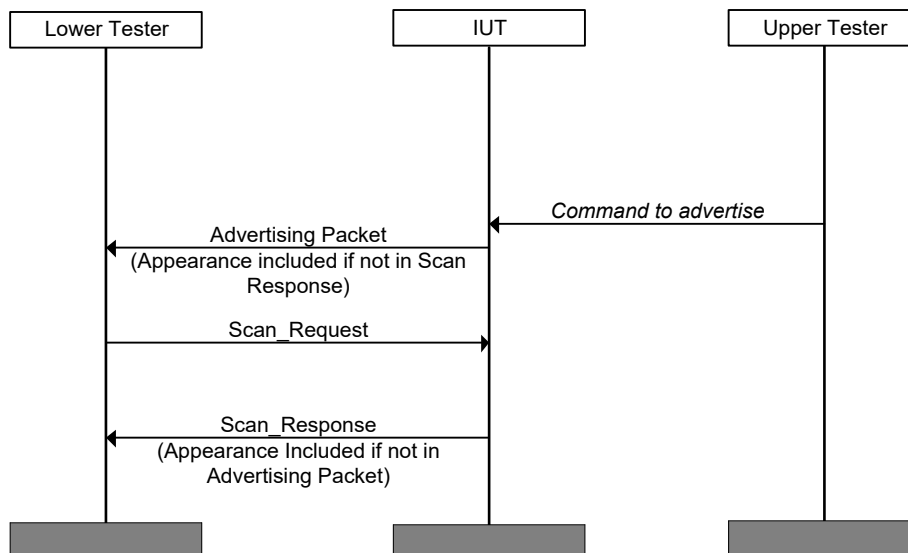 Lower Tester
IUT
Upper Tester
Command to advertise
Advertising Packet
(Appearance included if not in Scan
Response)
Scan_Request
Scan_Response
(Appearance Included if not in
Advertising Packet)